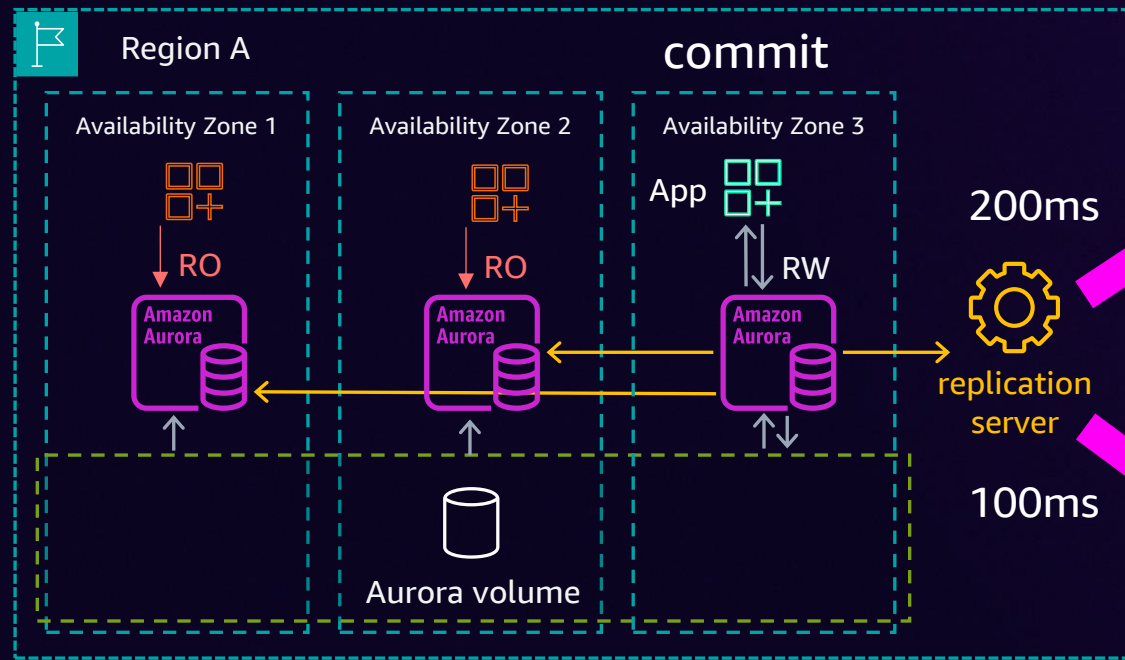 Region A
commit
Availability Zone 1
Availability Zone 2
Availability Zone 3
App
200ms
RO
RO
RW
Amazon
Aurora
Amazon
Aurora
Amazon
Aurora
replication
server
100ms
Aurora volume